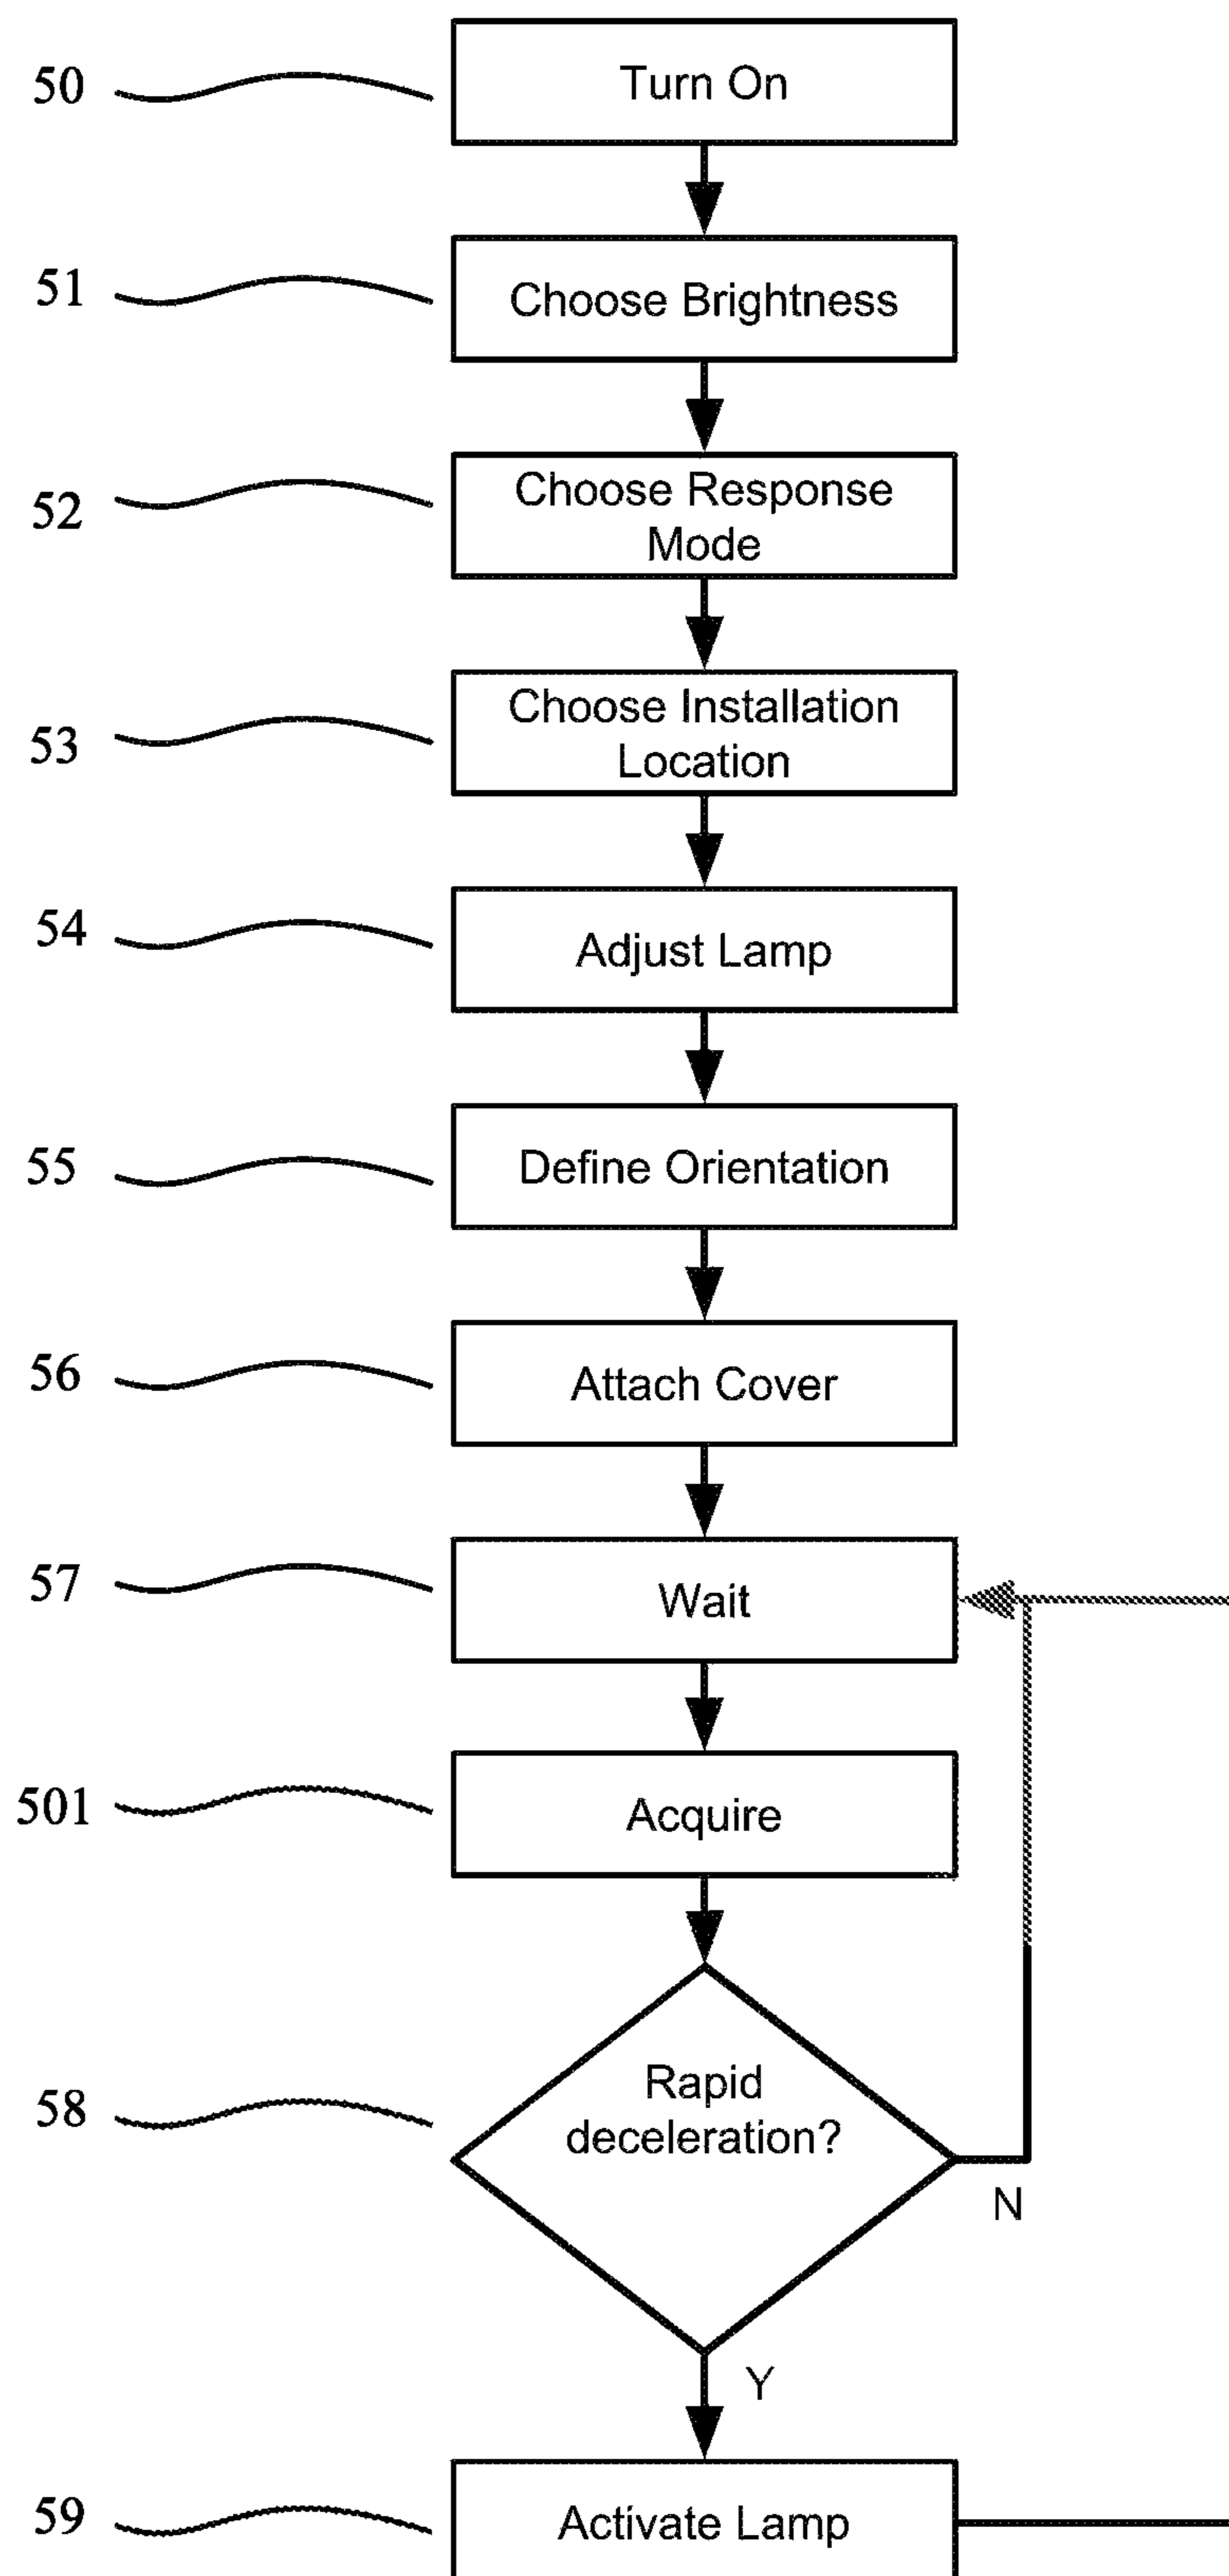 50
Turn On
51
Choose Brightness
52
Choose Response
Mode
53
Choose Installation
Location
54
Adjust Lamp
55
Define Orientation
56
Attach Cover
57
Wait
501
Acquire
58
Rapid
deceleration?
N
Y
59
Activate Lamp